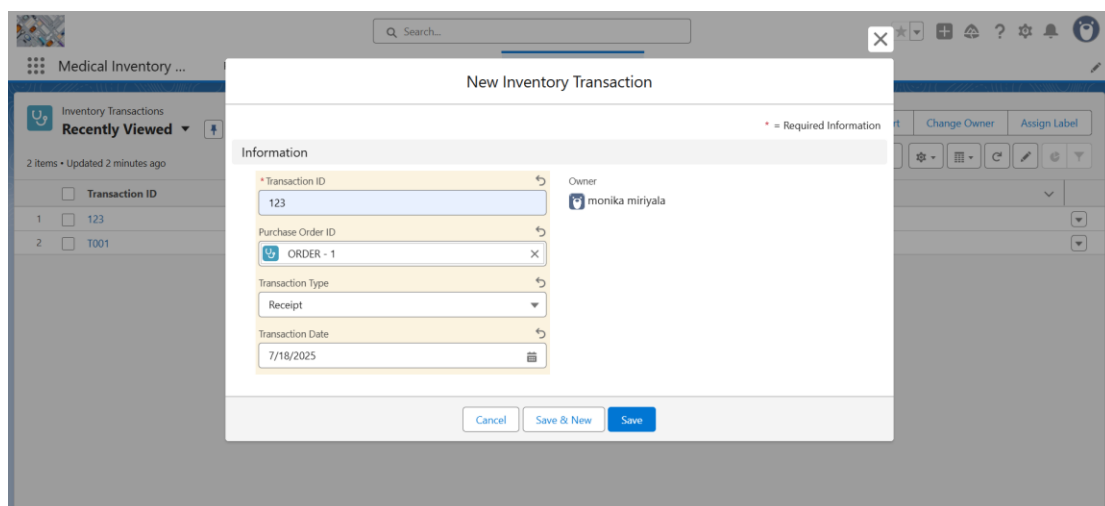 Search...
Medical Inventory ...
New Inventory Transaction
Inventory Transactions
Recently Viewed
Change Owner
Assign Label
* = Required Information
2 items • Updated 2 minutes ago
Information
Transaction ID
1 123
2 T001
* Transaction ID
123
Owner
monika miriyala
Purchase Order ID
ORDER - 1
Transaction Type
Receipt
Transaction Date
7/18/2025
Cancel
Save & New
Save